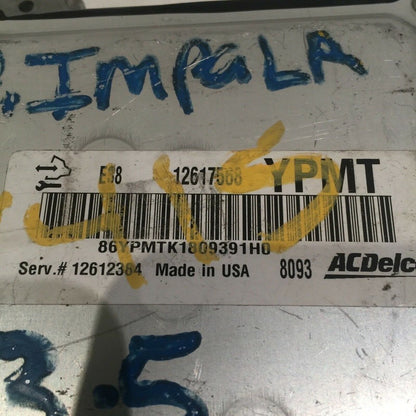 . IMPaLA
E38 12617568 YPMT
86YPMTK1809391H0
Serv.# 12612384 Made in USA 8093 ACDelco
3.5